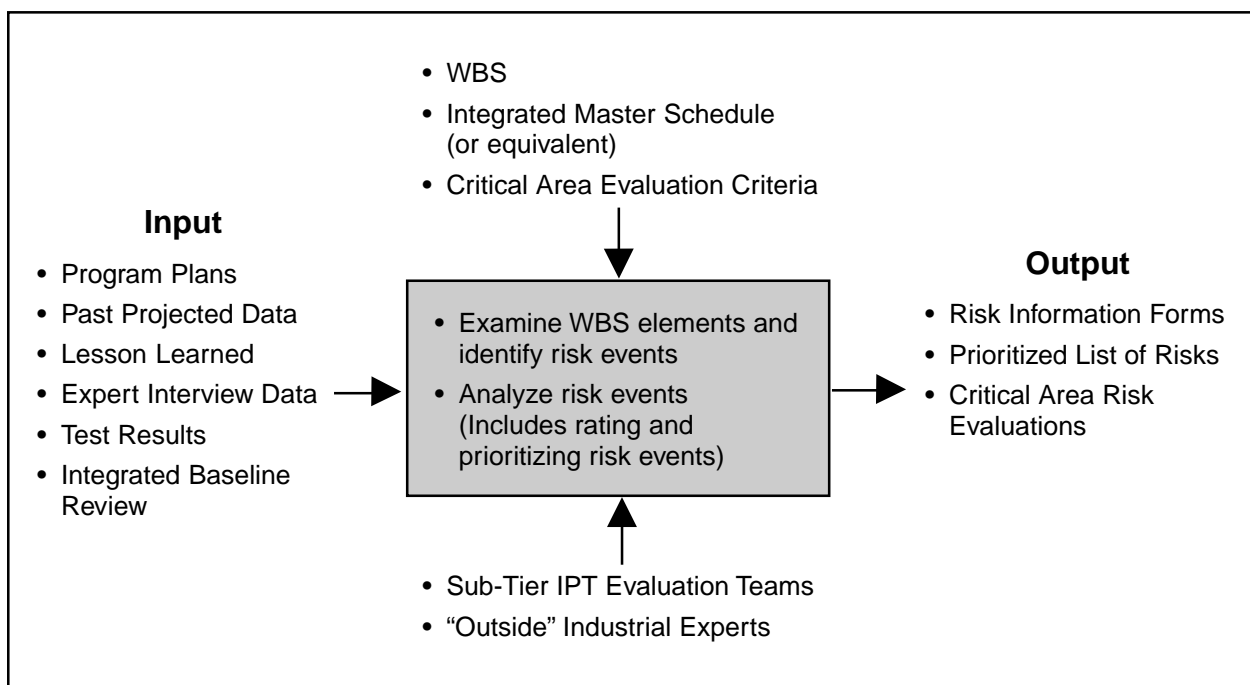 • WBS
• Integrated Master Schedule
(or equivalent)
• Critical Area Evaluation Criteria
Input
• Program Plans
• Past Projected Data
• Lesson Learned
• Expert Interview Data
• Test Results
• Integrated Baseline
Review
• Examine WBS elements and
identify risk events
• Analyze risk events
(Includes rating and
prioritizing risk events)
Output
• Risk Information Forms
• Prioritized List of Risks
• Critical Area Risk
Evaluations
• Sub-Tier IPT Evaluation Teams
• “Outside” Industrial Experts